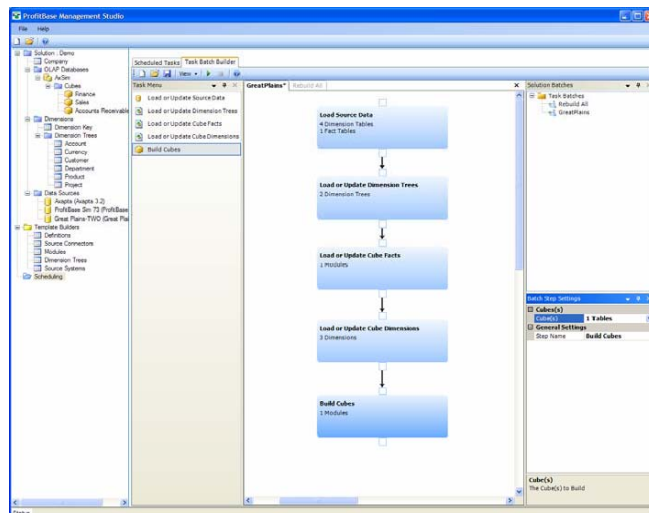 ProfitBase Management Studio
File Help
Solution : Demo
Company
OLAP Databases
AxSim
Cubes
Finance
Sales
Accounts Receivable
Dimensions
Dimension Key
Dimension Trees
Account
Currency
Customer
Department
Product
Project
Data Sources
Axapta (Axapta 3.2)
ProfitBase Sim 73 (ProfitBase
Great Plains-TWO (Great Plai
Template Builders
Definitions
Source Connectors
Modules
Dimension Trees
Source Systems
Scheduling
Scheduled Tasks Task Batch Builder
View
Task Menu
Load or Update Source Data
Load or Update Dimension Trees
Load or Update Cube Facts
Load or Update Cube Dimensions
Build Cubes
GreatPlains* Rebuild All
Load Source Data
4 Dimension Tables
1 Fact Tables
Load or Update Dimension Trees
2 Dimension Trees
Load or Update Cube Facts
1 Modules
Load or Update Cube Dimensions
3 Dimensions
Build Cubes
1 Modules
Solution Batches
Task Batches
Rebuild All
GreatPlains
Batch Step Settings
Cubes(s)
Cube(s) 1 Tables
General Settings
Step Name Build Cubes
Cube(s)
The Cube(s) to Build
Status